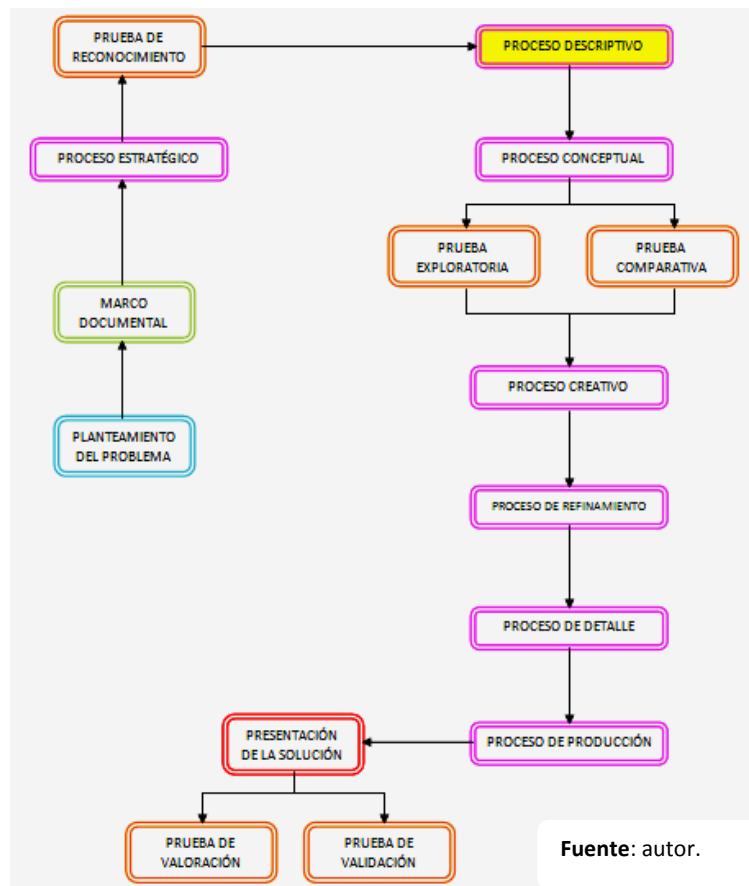 PRUEBA DE
RECONOCIMIENTO
PROCESO DESCRIPTIVO
PROCESO ESTRATÉGICO
PROCESO CONCEPTUAL
PRUEBA
EXPLORATORIA
PRUEBA
COMPARATIVA
MARCO
DOCUMENTAL
PROCESO CREATIVO
PLANTEAMIENTO
DEL PROBLEMA
PROCESO DE REFINAMIENTO
PROCESO DE DETALLE
PRESENTACIÓN
DE LA SOLUCIÓN
PROCESO DE PRODUCCIÓN
PRUEBA DE
VALORACIÓN
PRUEBA DE
VALIDACIÓN
Fuente: autor.